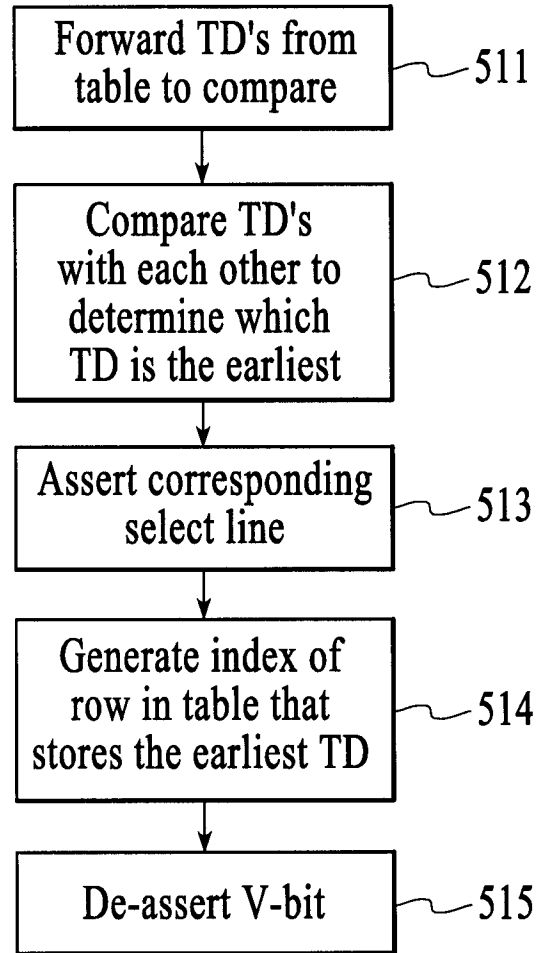 Forward TD's from
table to compare
511
Compare TD's
with each other to
determine which
TD is the earliest
512
Assert corresponding
select line
513
Generate index of
row in table that
stores the earliest TD
514
De-assert V-bit
515